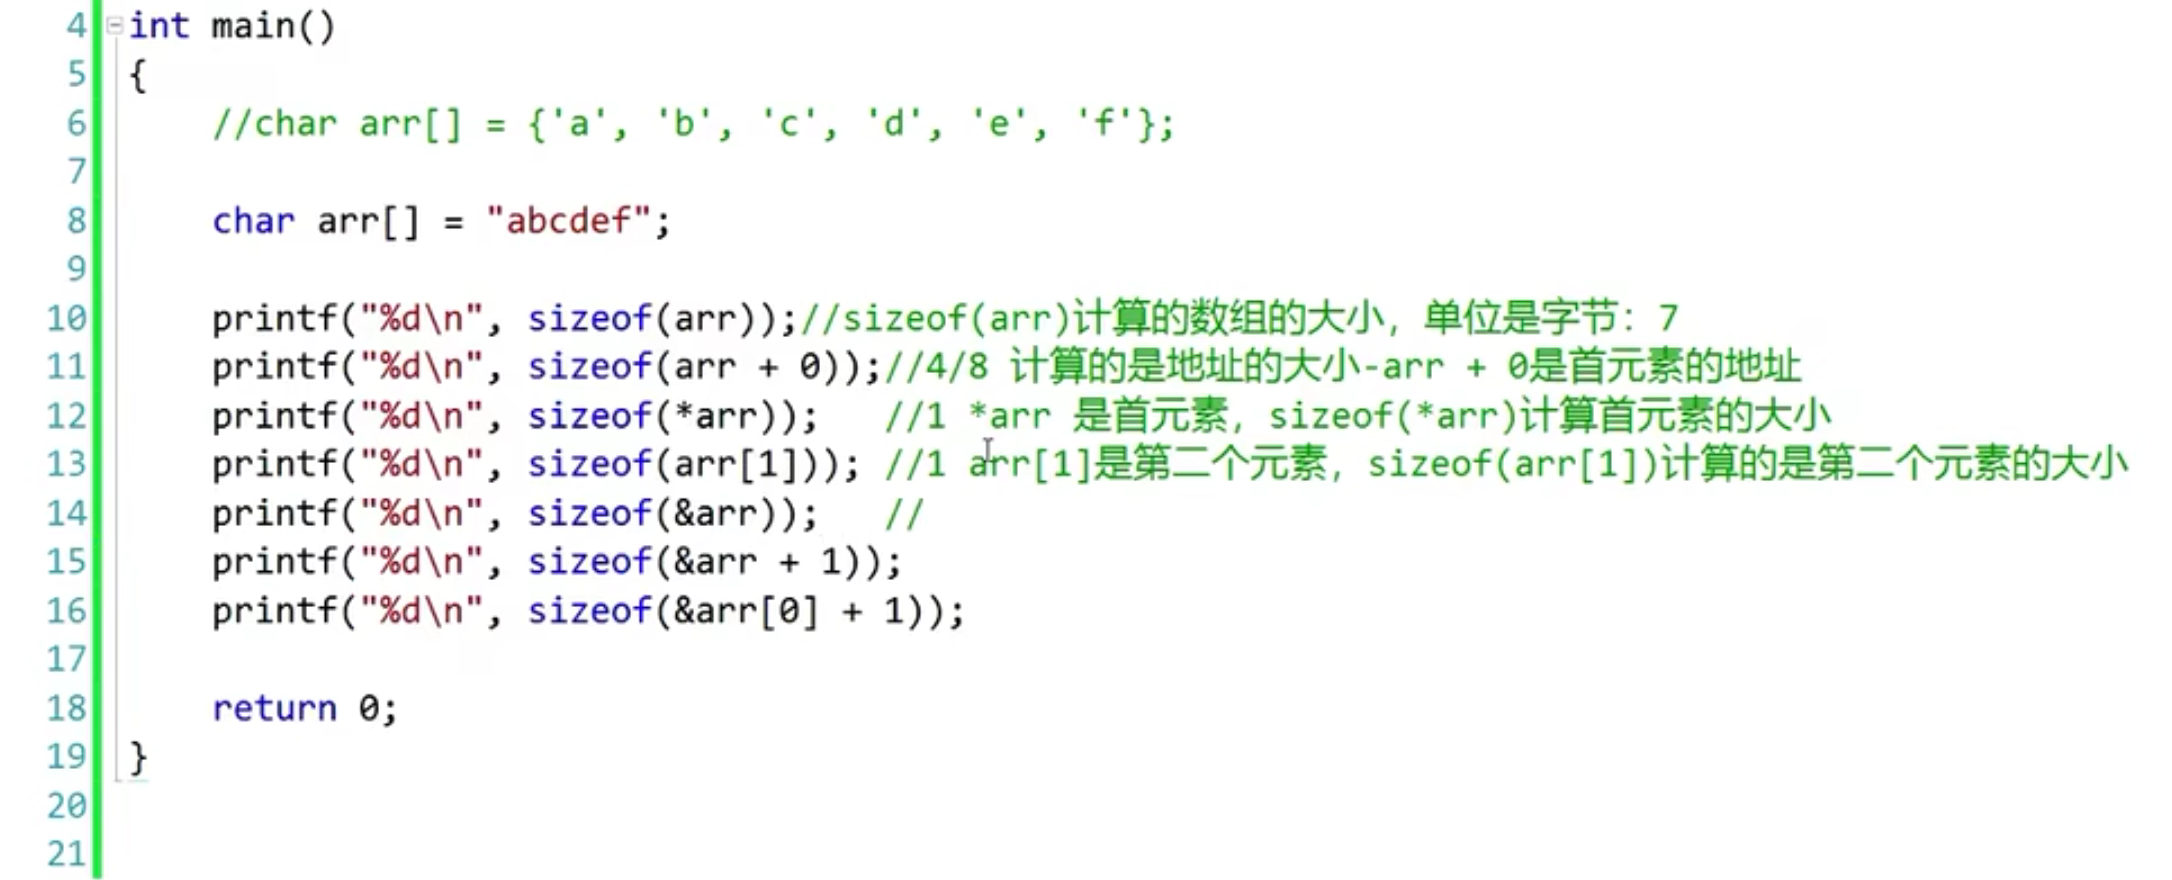 4 int main()
5 {
6 //char arr[] = {'a', 'b', 'c', 'd', 'e', 'f'};
7
8 char arr[] = "abcdef";
9
10 printf("%d\n", sizeof(arr));//sizeof(arr)计算的数组的大小，单位是字节：7
11 printf("%d\n", sizeof(arr + 0));//4/8 计算的是地址的大小-arr + 0是首元素的地址
12 printf("%d\n", sizeof(*arr)); //1 *arr 是首元素，sizeof(*arr)计算首元素的大小
13 printf("%d\n", sizeof(arr[1])); //1 arr[1]是第二个元素，sizeof(arr[1])计算的是第二个元素的大小
14 printf("%d\n", sizeof(&arr)); //
15 printf("%d\n", sizeof(&arr + 1));
16 printf("%d\n", sizeof(&arr[0] + 1));
17
18 return 0;
19 }
20
21